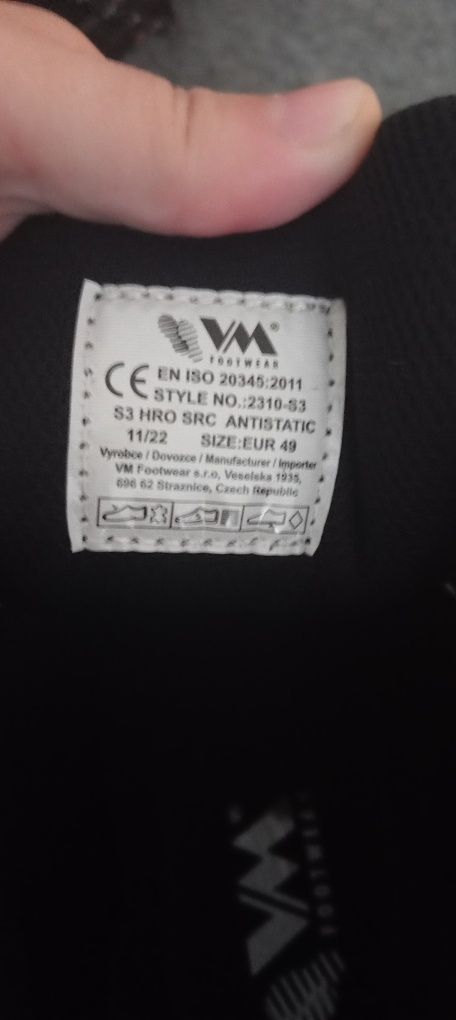 VM®
FOOTWEAR
CE EN ISO 20345:2011
STYLE NO.:2310-S3
S3 HRO SRC ANTISTATIC
11/22 SIZE:EUR 49
Vyrobce / Dovozce / Manufacturer / Importer
VM Footwear s.r.o, Veselska 1935,
696 62 Straznice, Czech Republic
VM®
FOOTWEAR